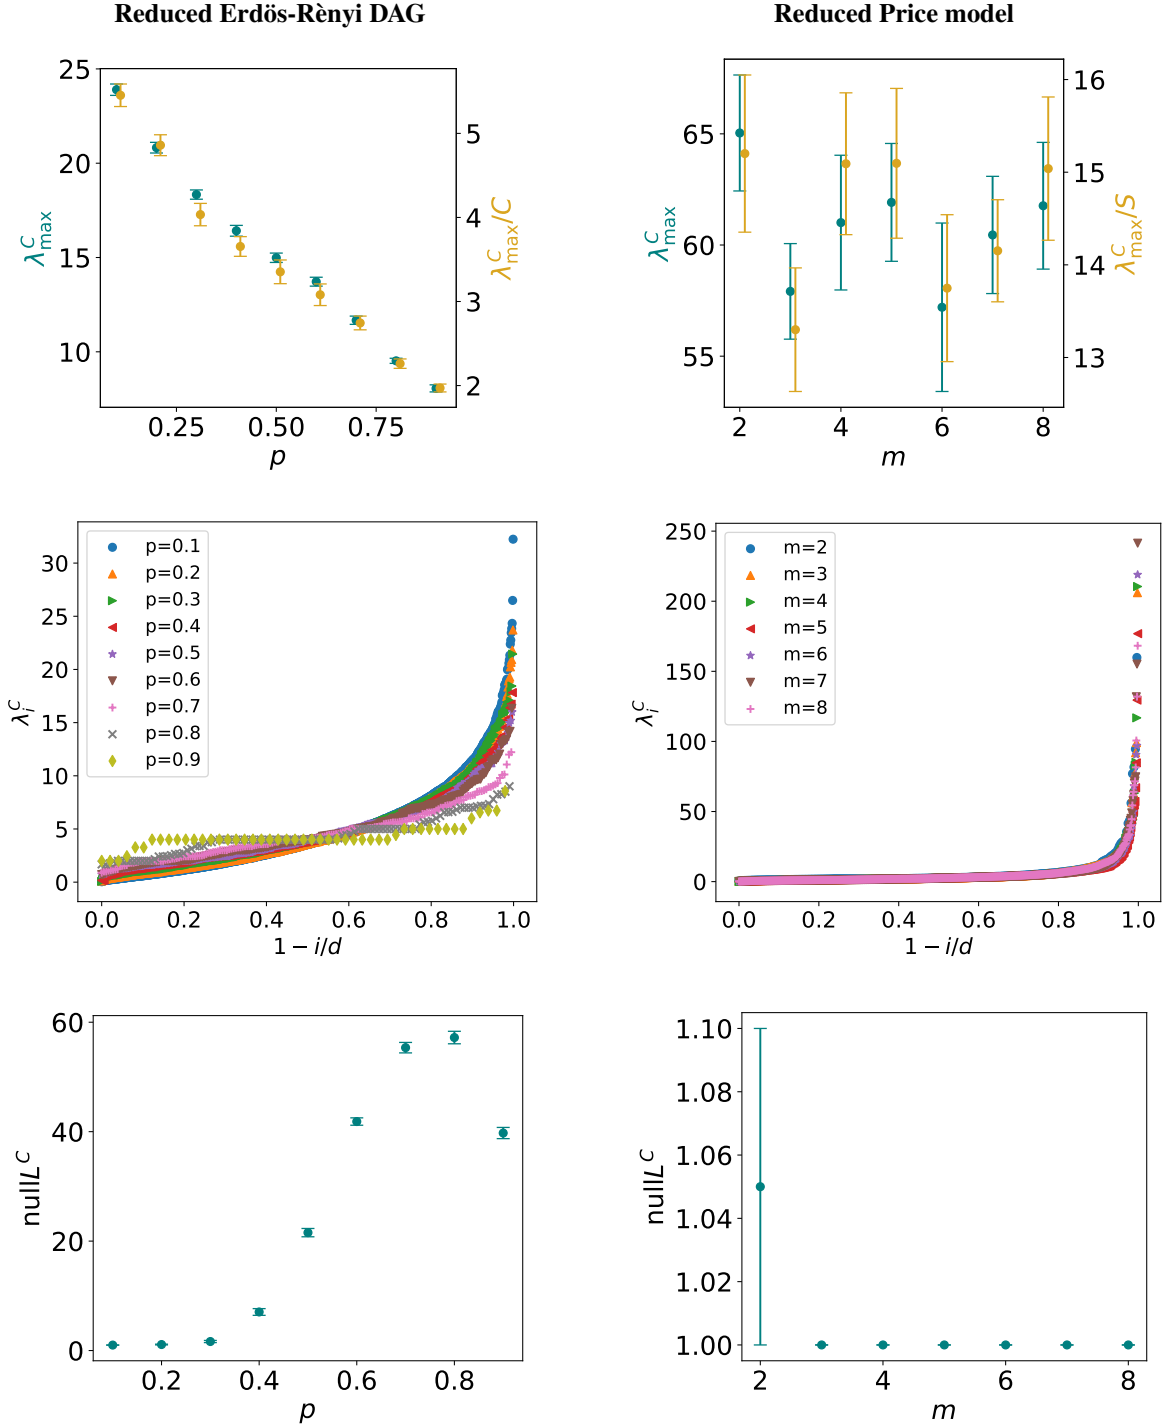 Reduced Erdös-Rènyi DAG
Reduced Price model
25
20
15
10
λ^C_max
5
4
3
2
λ^C_max/C
0.25 0.50 0.75
p
65
60
55
λ^C_max
16
15
14
13
λ^C_max/S
2 4 6 8
m
30
25
20
15
10
5
0
λ^C_i
p=0.1
p=0.2
p=0.3
p=0.4
p=0.5
p=0.6
p=0.7
p=0.8
p=0.9
0.0 0.2 0.4 0.6 0.8 1.0
1 − i/d
250
200
150
100
50
0
λ^C_i
m=2
m=3
m=4
m=5
m=6
m=7
m=8
0.0 0.2 0.4 0.6 0.8 1.0
1 − i/d
60
40
20
0
nullL^C
0.2 0.4 0.6 0.8
p
1.10
1.08
1.06
1.04
1.02
1.00
nullL^C
2 4 6 8
m